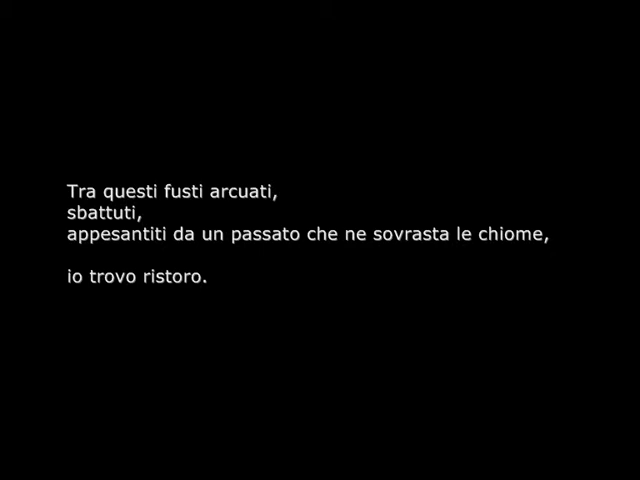 Tra questi fusti arcuati,
sbattuti,
appesantiti da un passato che ne sovrasta le chiome,
io trovo ristoro.